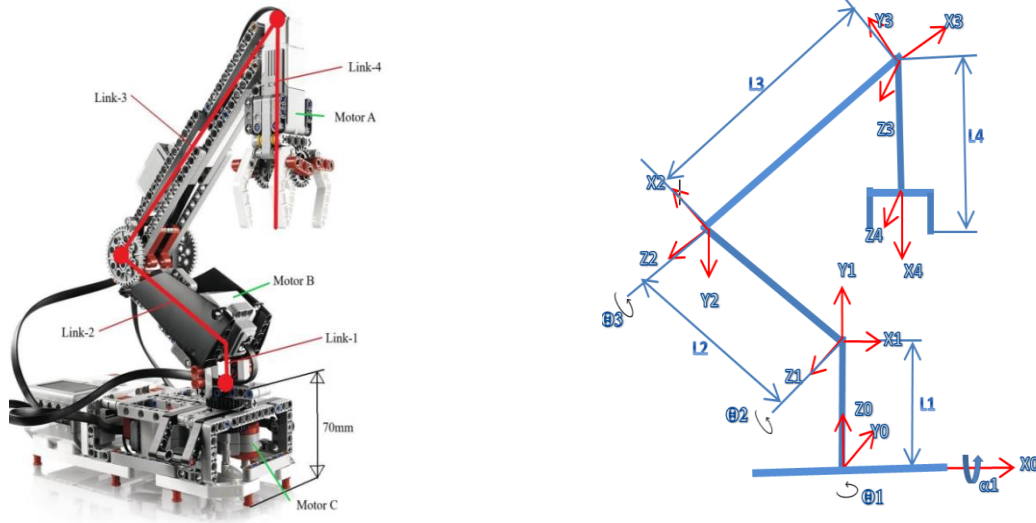 Link-4
Link-3
Motor A
Motor B
Link-2
Link-1
70mm
Motor C
Y3
X3
L3
Z3
L4
X2
Z4
X4
Z2
Y2
Θ3
Y1
L2
X1
Z1
L1
Θ2
Z0
Y0
X0
Θ1
α1